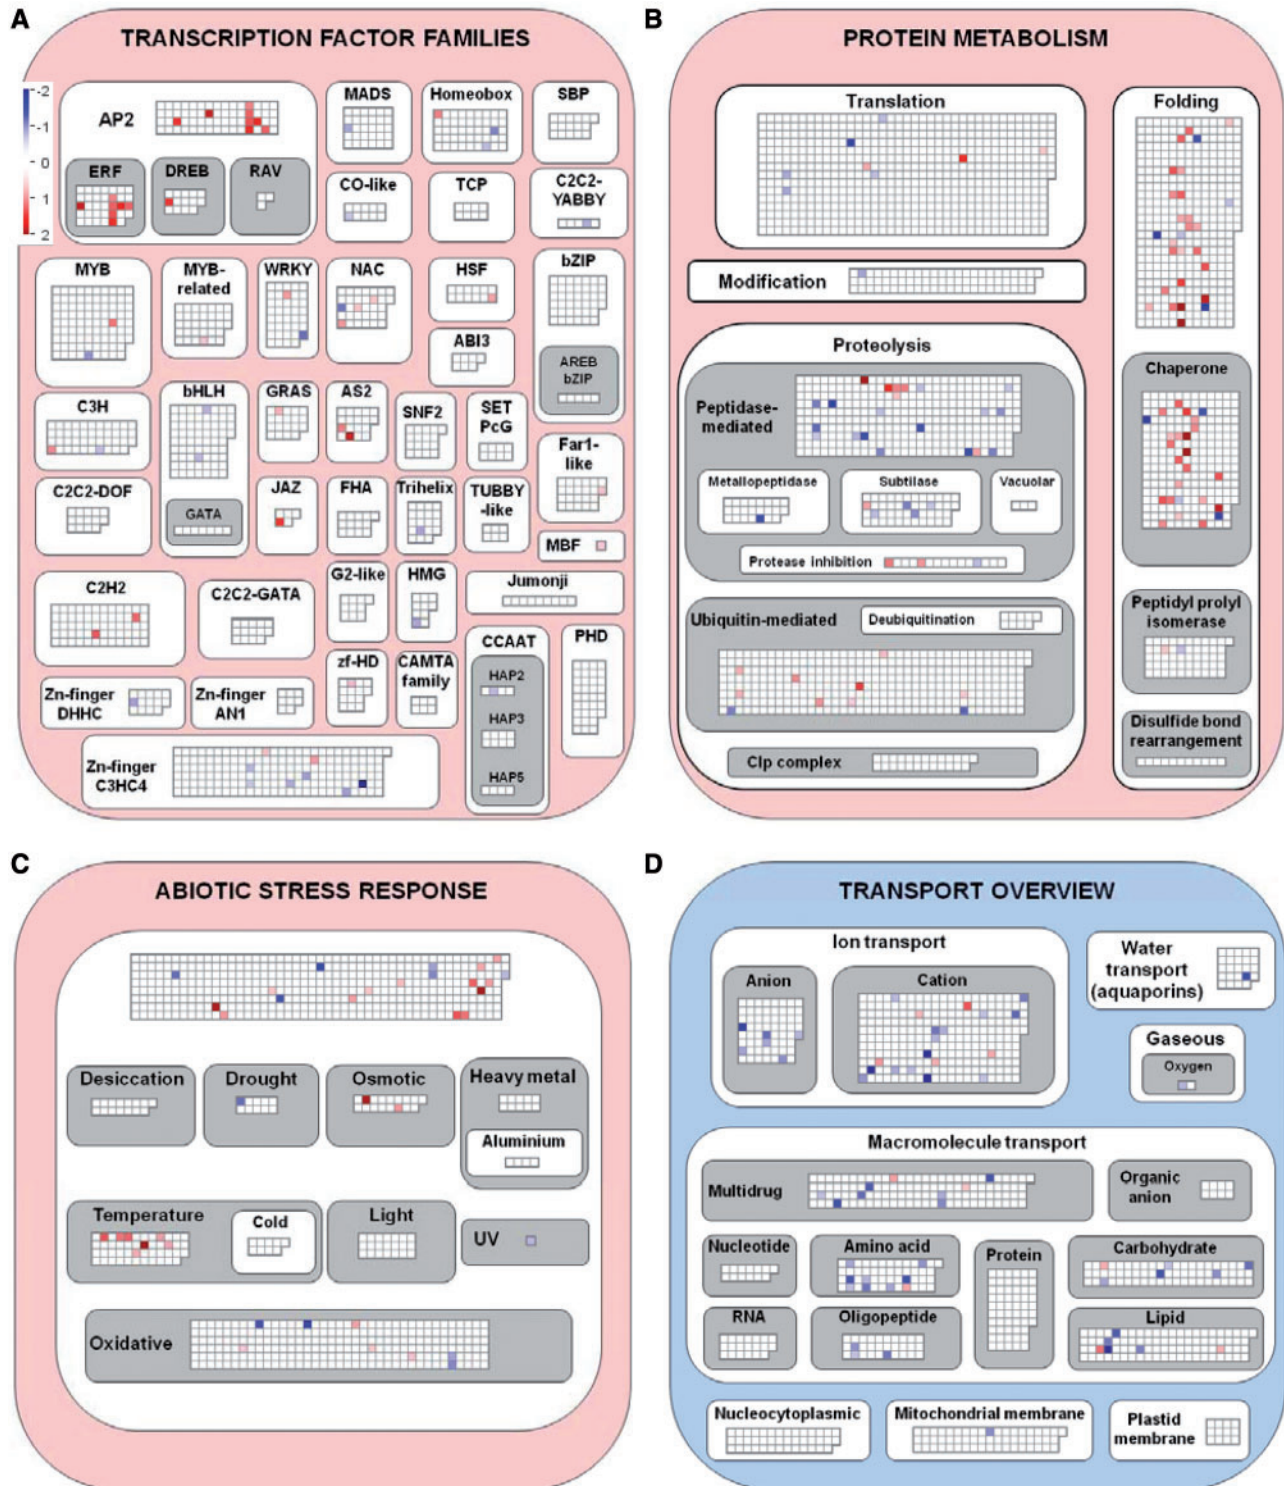 A
TRANSCRIPTION FACTOR FAMILIES
-2
-1
0
1
2
AP2
ERF
DREB
RAV
MADS
Homeobox
SBP
CO-like
TCP
C2C2-
YABBY
MYB
MYB-
related
WRKY
NAC
HSF
ABI3
bZIP
AREB
bZIP
C3H
bHLH
GATA
GRAS
AS2
SNF2
SET
PcG
Far1-
like
C2C2-DOF
JAZ
FHA
Trihelix
TUBBY
-like
MBF
C2H2
C2C2-GATA
G2-like
HMG
Jumonji
CCAAT
HAP2
HAP3
HAP5
PHD
Zn-finger
DHHC
Zn-finger
AN1
zf-HD
CAMTA
family
Zn-finger
C3HC4
B
PROTEIN METABOLISM
Translation
Modification
Proteolysis
Peptidase-
mediated
Metallopeptidase
Subtilase
Vacuolar
Protease inhibition
Ubiquitin-mediated
Deubiquitination
Clp complex
Folding
Chaperone
Peptidyl prolyl
isomerase
Disulfide bond
rearrangement
C
ABIOTIC STRESS RESPONSE
Desiccation
Drought
Osmotic
Heavy metal
Aluminium
Temperature
Cold
Light
UV
Oxidative
D
TRANSPORT OVERVIEW
Ion transport
Anion
Cation
Water
transport
(aquaporins)
Gaseous
Oxygen
Macromolecule transport
Multidrug
Organic
anion
Nucleotide
Amino acid
Protein
Carbohydrate
RNA
Oligopeptide
Lipid
Nucleocytoplasmic
Mitochondrial membrane
Plastid
membrane